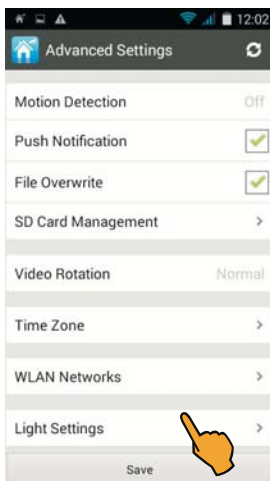 12:02
Advanced Settings
Motion Detection Off
Push Notification
File Overwrite
SD Card Management
Video Rotation Normal
Time Zone
WLAN Networks
Light Settings
Save